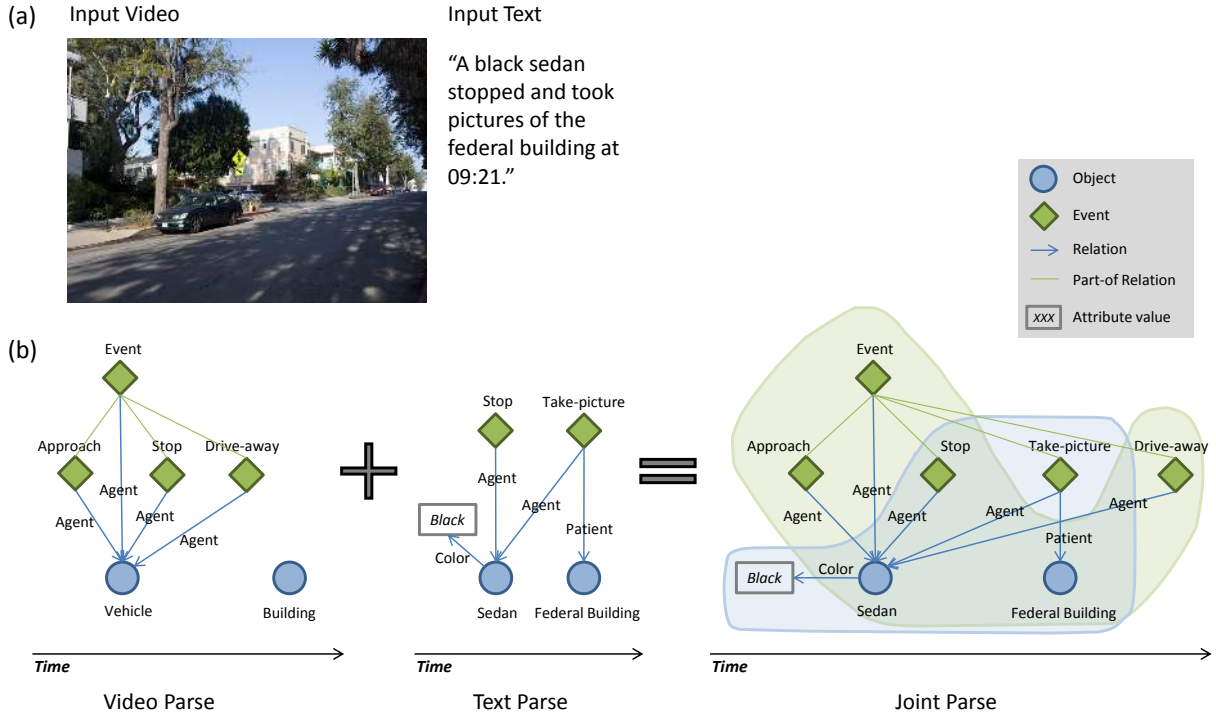 (a)
Input Video
Input Text
“A black sedan
stopped and took
pictures of the
federal building at
09:21.”
Object
Event
Relation
Part-of Relation
xxx
Attribute value
(b)
Event
Approach
Stop
Drive-away
Agent
Agent
Agent
Agent
Vehicle
Building
Time
Video Parse
Stop
Take-picture
Agent
Agent
Black
Patient
Color
Sedan
Federal Building
Time
Text Parse
Event
Approach
Stop
Take-picture
Drive-away
Agent
Agent
Agent
Agent
Agent
Patient
Black
Color
Sedan
Federal Building
Time
Joint Parse